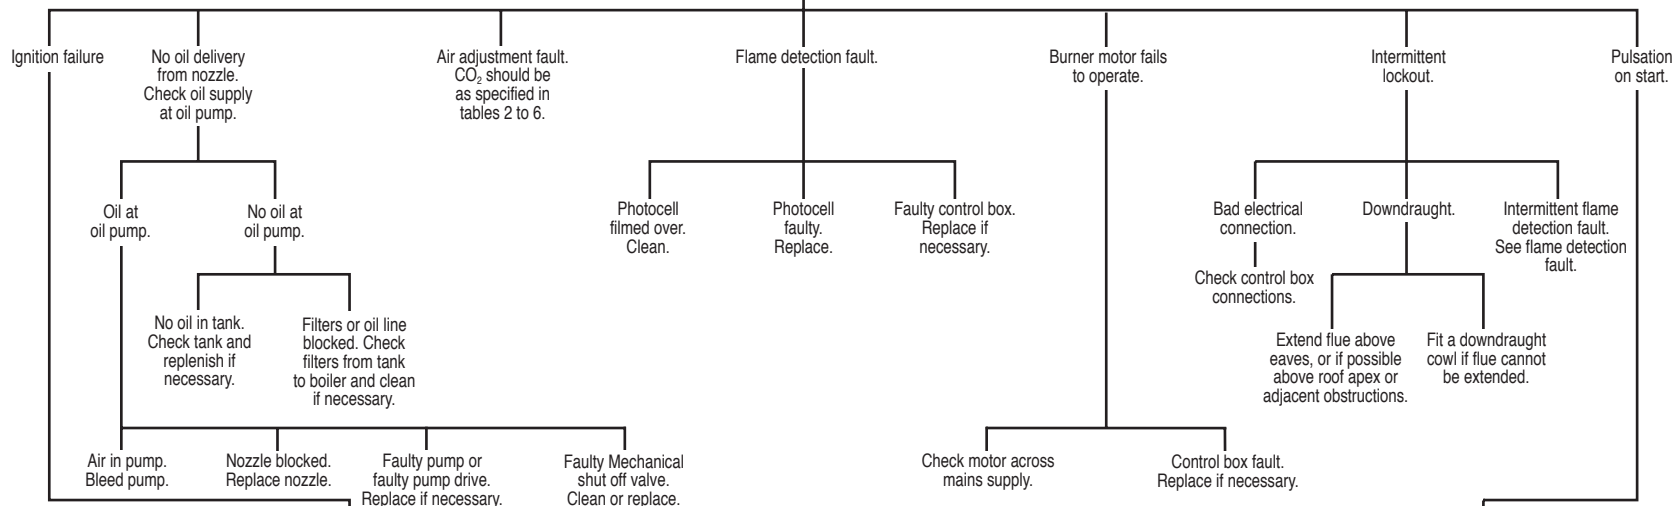 Ignition failure
No oil delivery
from nozzle.
Check oil supply
at oil pump.
Air adjustment fault.
CO₂ should be
as specified in
tables 2 to 6.
Flame detection fault.
Burner motor fails
to operate.
Intermittent
lockout.
Pulsation
on start.
Oil at
oil pump.
No oil at
oil pump.
Photocell
filmed over.
Clean.
Photocell
faulty.
Replace.
Faulty control box.
Replace if
necessary.
Bad electrical
connection.
Downdraught.
Intermittent flame
detection fault.
See flame detection
fault.
Check control box
connections.
No oil in tank.
Check tank and
replenish if
necessary.
Filters or oil line
blocked. Check
filters from tank
to boiler and clean
if necessary.
Extend flue above
eaves, or if possible
above roof apex or
adjacent obstructions.
Fit a downdraught
cowl if flue cannot
be extended.
Air in pump.
Bleed pump.
Nozzle blocked.
Replace nozzle.
Faulty pump or
faulty pump drive.
Replace if necessary.
Faulty Mechanical
shut off valve.
Clean or replace.
Check motor across
mains supply.
Control box fault.
Replace if necessary.